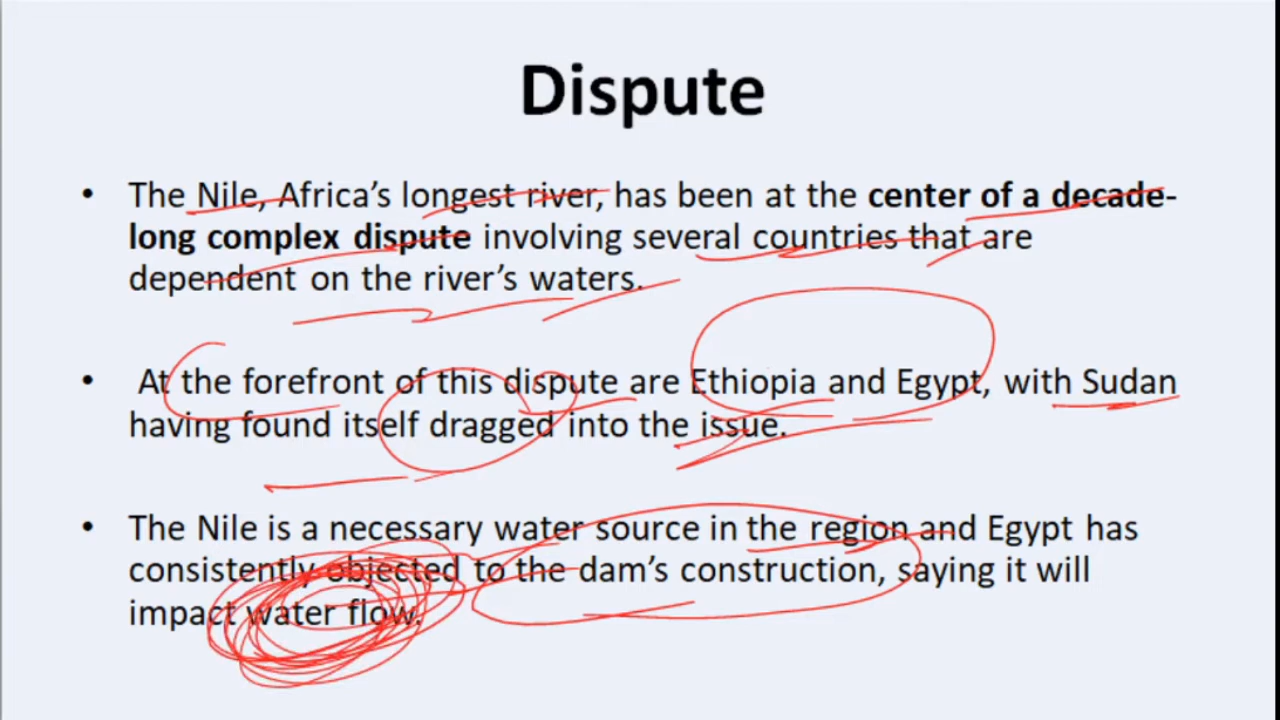 Dispute
• The Nile, Africa's longest river, has been at the center of a decade-
long complex dispute involving several countries that are
dependent on the river's waters.
• At the forefront of this dispute are Ethiopia and Egypt, with Sudan
having found itself dragged into the issue.
• The Nile is a necessary water source in the region and Egypt has
consistently objected to the dam's construction, saying it will
impact water flow.